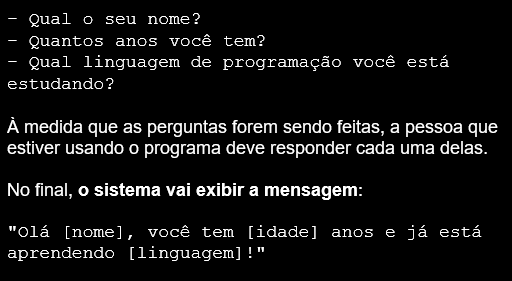 - Qual o seu nome?
- Quantos anos você tem?
- Qual linguagem de programação você está
estudando?
À medida que as perguntas forem sendo feitas, a pessoa que
estiver usando o programa deve responder cada uma delas.
No final, o sistema vai exibir a mensagem:
"Olá [nome], você tem [idade] anos e já está
aprendendo [linguagem]!"